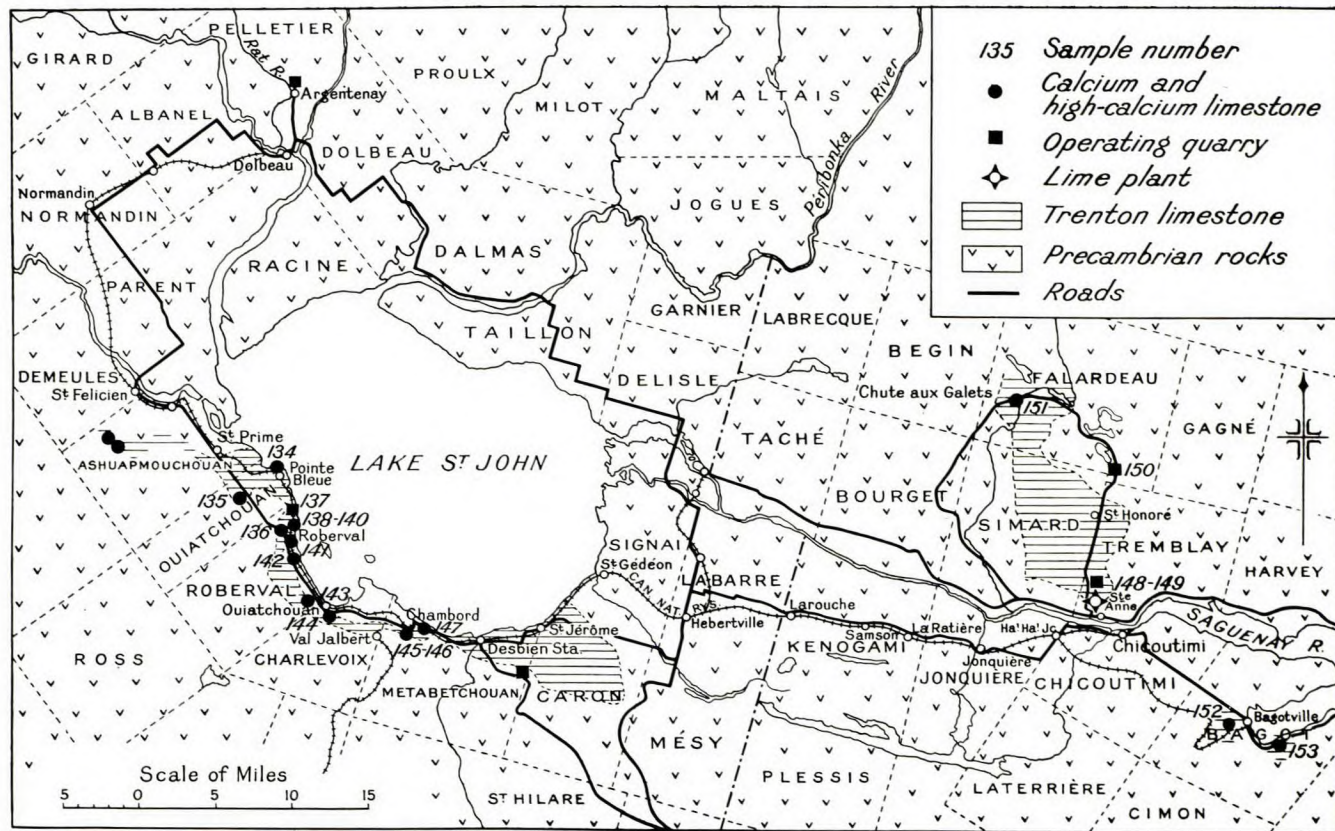 PELLETIER
GIRARD
Rat R.
Argentenay
PROULX
MILOT
MALTAIS
River
Peribonka
ALBANEL
Dolbeau
DOLBEAU
Normandin
NORMANDIN
JOGUES
DALMAS
RACINE
PARENT
GARNIER
LABRECQUE
TAILLON
BEGIN
DEMEULES
St Felicien
DELISLE
Chute aux Galets
FALARDEAU
151
GAGNÉ
St Prime
134
ASHUAPMOUCHOUAN
Pointe
Bleue
LAKE ST JOHN
TACHÉ
150
135
137
BOURGET
OUIATCHOUAN
138-140
136
Roberval
141
SIMARD
St Honoré
142
SIGNAI
TREMBLAY
St Gédéon
CAN. NAT. RYS.
LABARRE
148-149
HARVEY
ROBERVAL
143
Ouiatchouan
144
Ste
Anne
Chambord
147
Hebertville
Larouche
Val Jalbert
145-146
St Jérôme
Samson
La Ratière
Ha! Ha! Jc.
SAGUENAY R.
Desbien Sta.
KENOGAMI
Jonquière
Chicoutimi
ROSS
CHARLEVOIX
JONQUIÈRE
CHICOUTIMI
METABETCHOUAN
CARON
152
Bagotville
BAGOT
153
MÉSY
PLESSIS
LATERRIÈRE
ST HILARE
CIMON
Scale of Miles
5 0 5 10 15
135 Sample number
Calcium and
high-calcium limestone
Operating quarry
Lime plant
Trenton limestone
Precambrian rocks
Roads